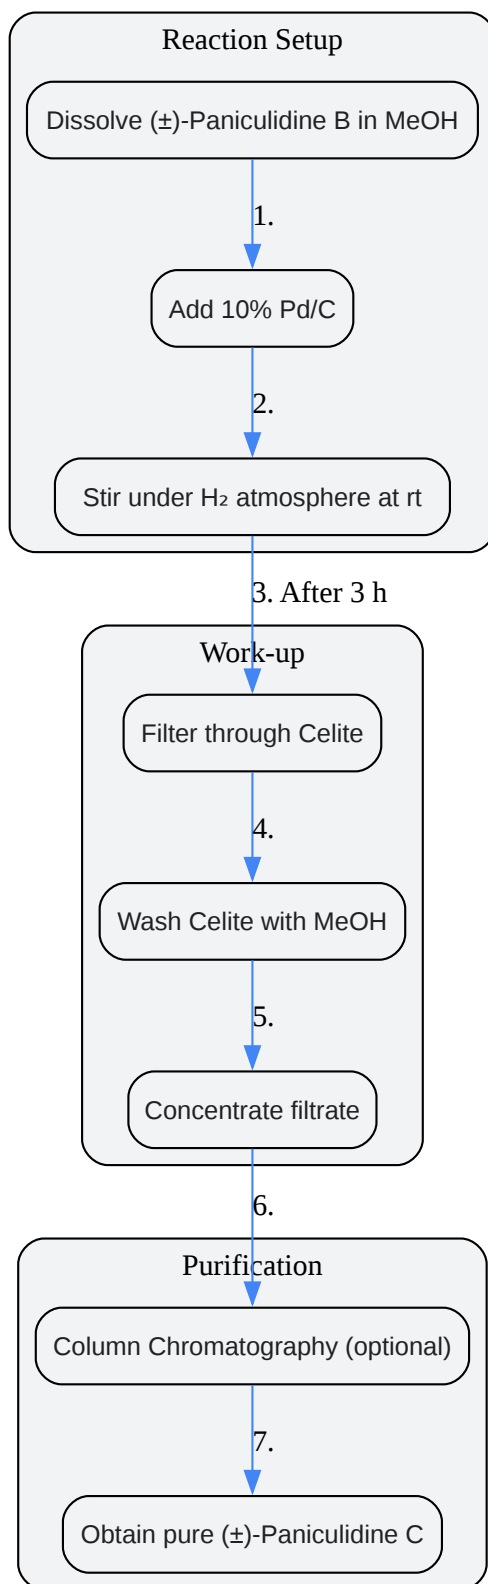 Reaction Setup
Dissolve (±)-Paniculidine B in MeOH
1.
Add 10% Pd/C
2.
Stir under H₂ atmosphere at rt
3. After 3 h
Work-up
Filter through Celite
4.
Wash Celite with MeOH
5.
Concentrate filtrate
6.
Purification
Column Chromatography (optional)
7.
Obtain pure (±)-Paniculidine C